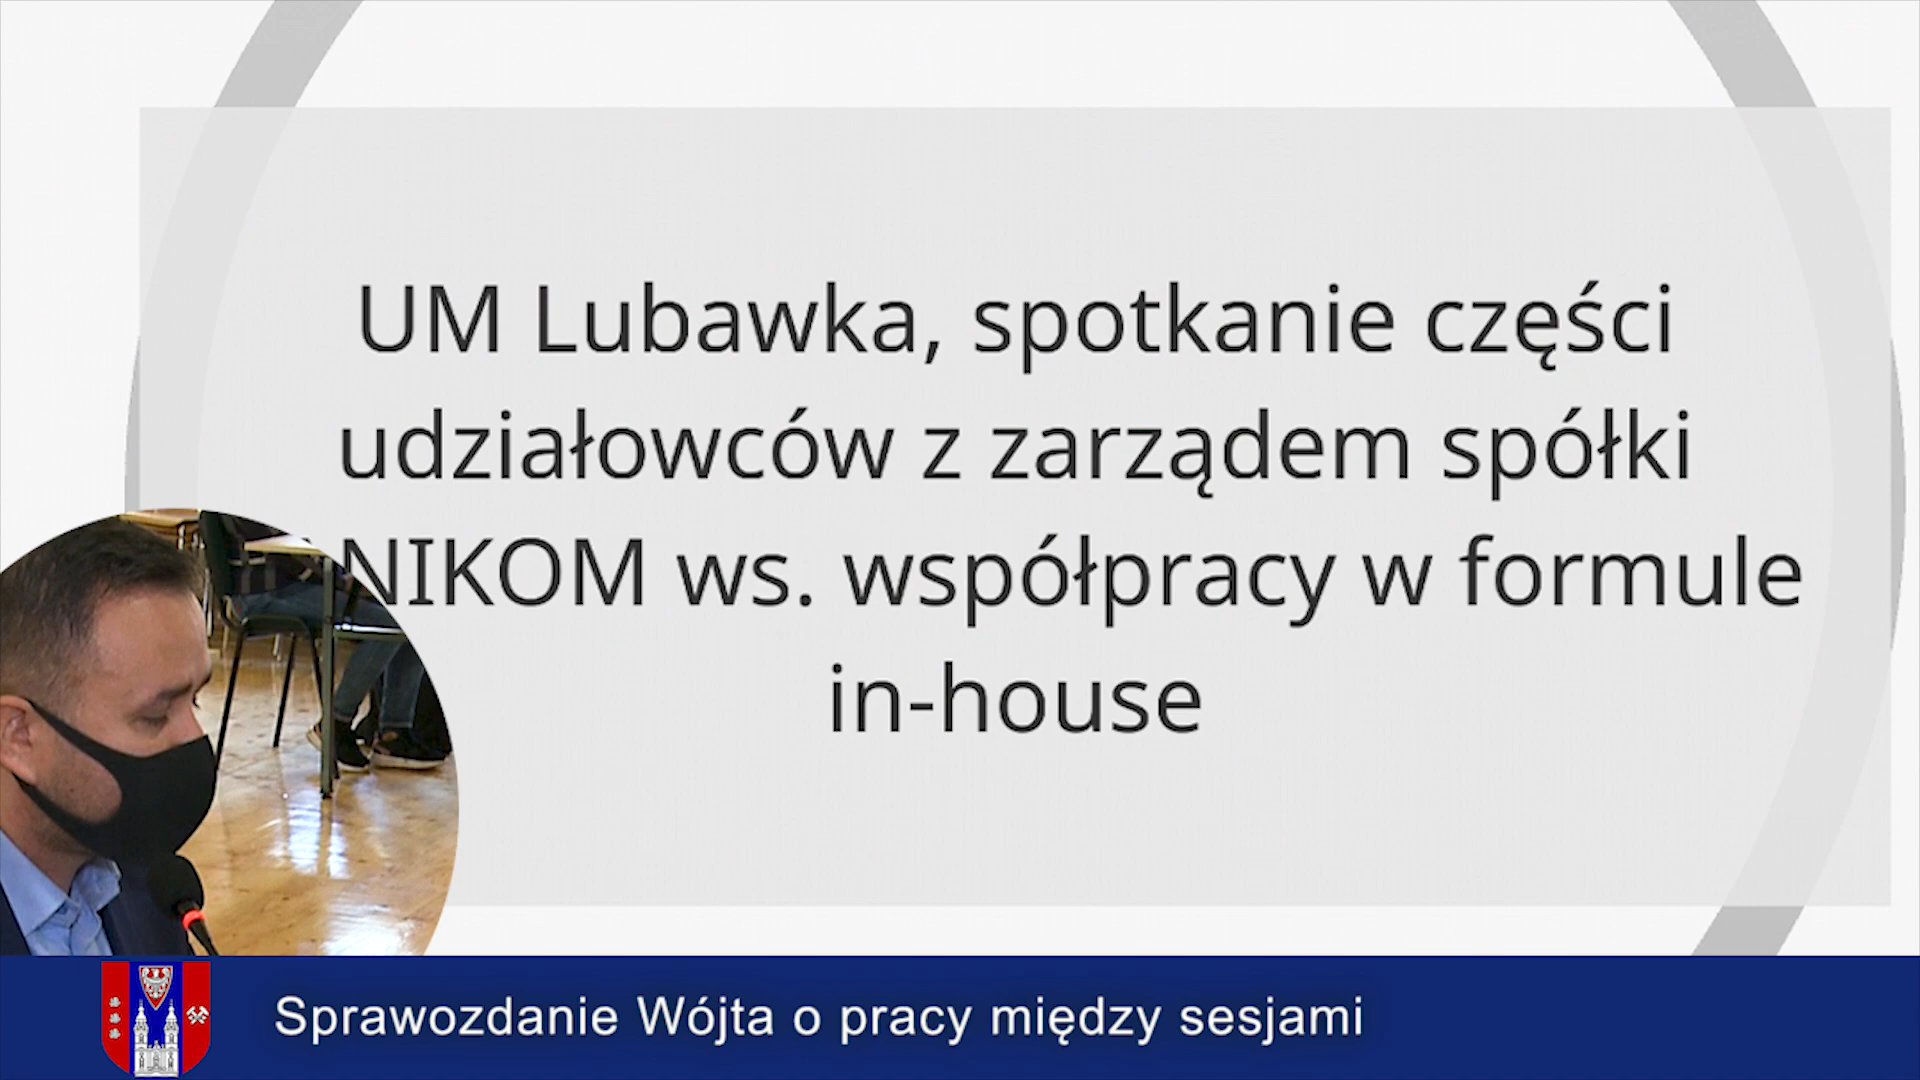 UM Lubawka, spotkanie części
udziałowców z zarządem spółki
NIKOM ws. współpracy w formule
in-house
Sprawozdanie Wójta o pracy między sesjami